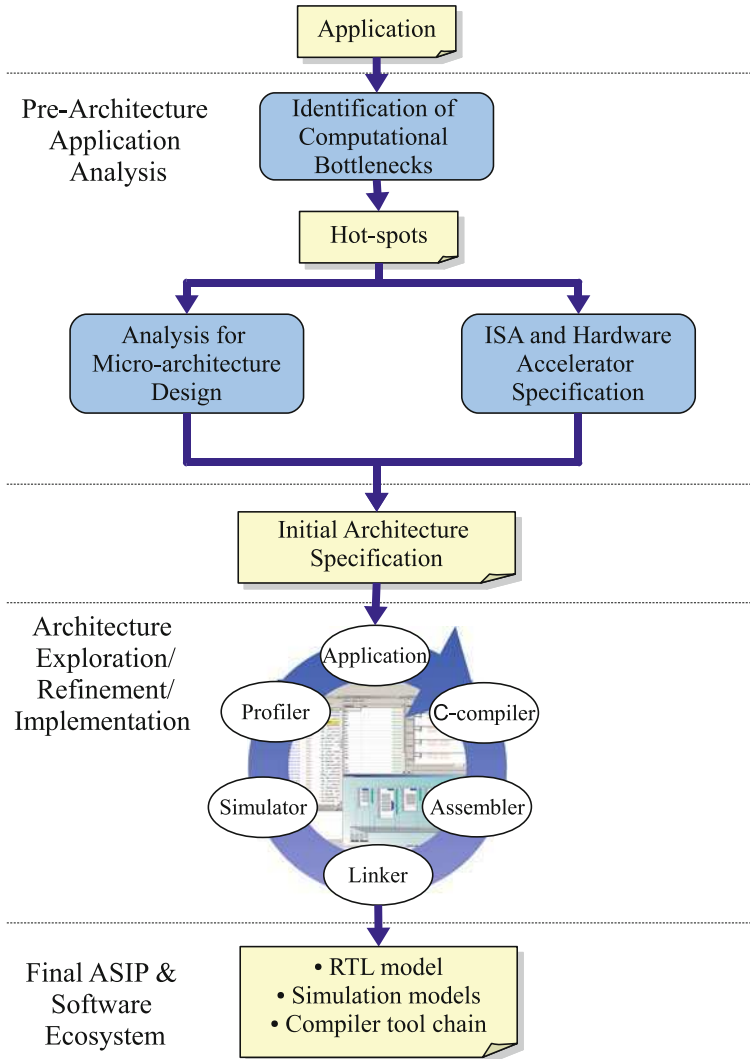 Application
Pre-Architecture
Application
Analysis
Identification of
Computational
Bottlenecks
Hot-spots
Analysis for
Micro-architecture
Design
ISA and Hardware
Accelerator
Specification
Initial Architecture
Specification
Architecture
Exploration/
Refinement/
Implementation
Application
Profiler
C-compiler
Simulator
Assembler
Linker
Final ASIP &
Software
Ecosystem
• RTL model
• Simulation models
• Compiler tool chain